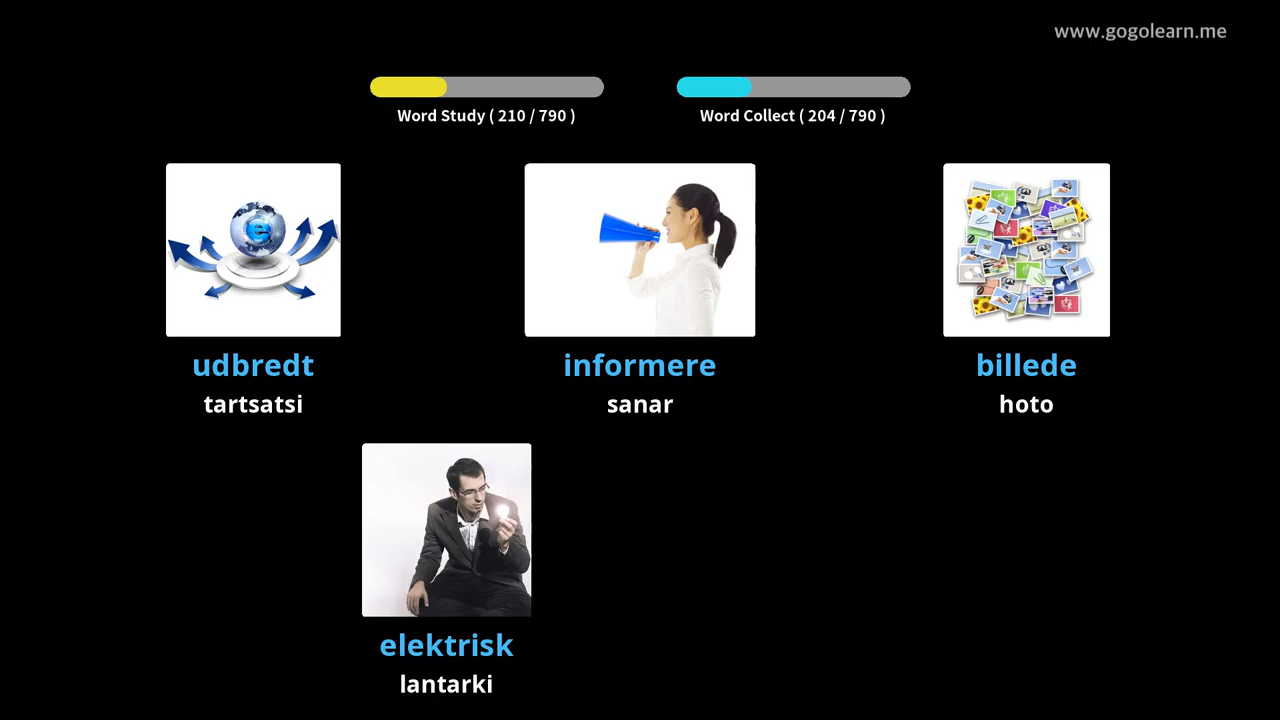 www.gogolearn.me
Word Study ( 210 / 790 )
Word Collect ( 204 / 790 )
udbredt
tartsatsi
informere
sanar
billede
hoto
elektrisk
lantarki